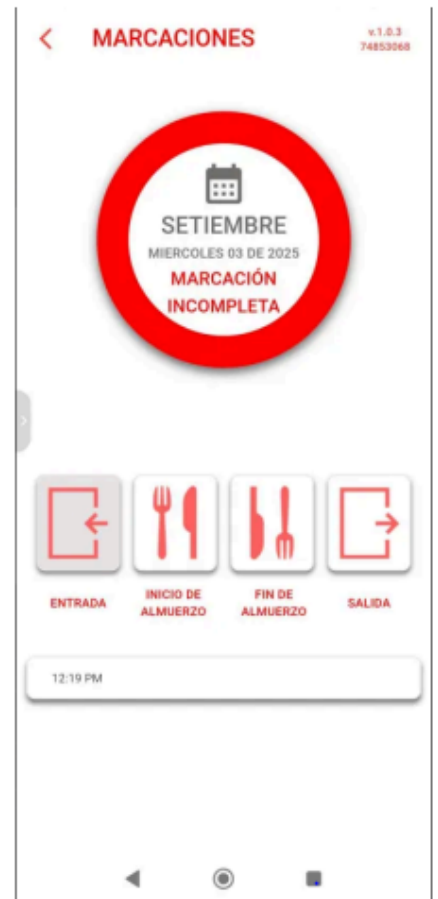 MARCACIONES
v.1.0.3
74853068
SETIEMBRE
MIERCOLES 03 DE 2025
MARCACIÓN
INCOMPLETA
ENTRADA
INICIO DE
ALMUERZO
FIN DE
ALMUERZO
SALIDA
12:19 PM